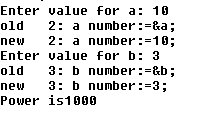 Enter value for a: 10
old   2: a number:=&a;
new   2: a number:=10;
Enter value for b: 3
old   3: b number:=&b;
new   3: b number:=3;
Power is1000